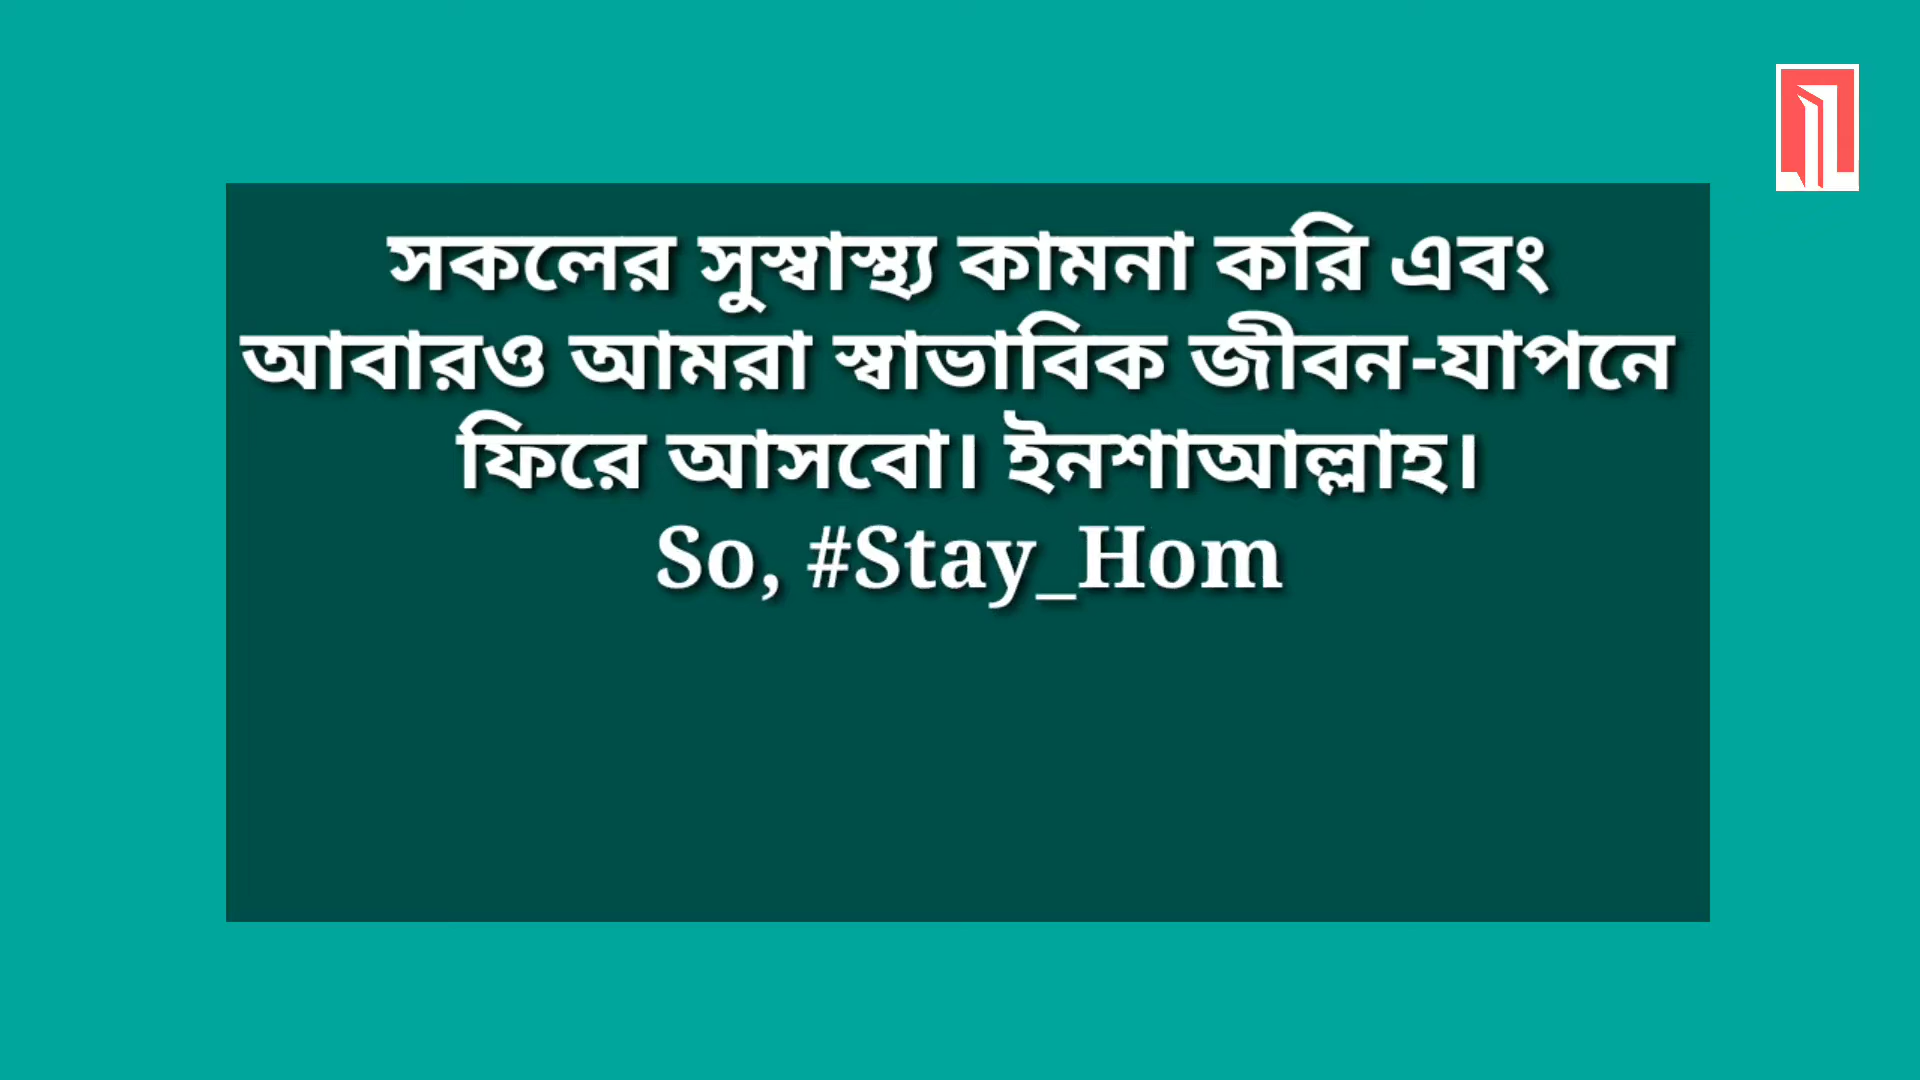 সকলের সুস্বাস্থ্য কামনা করি এবং
আবারও আমরা স্বাভাবিক জীবন-যাপনে
ফিরে আসবো। ইনশাআল্লাহ।
So, #Stay_Hom